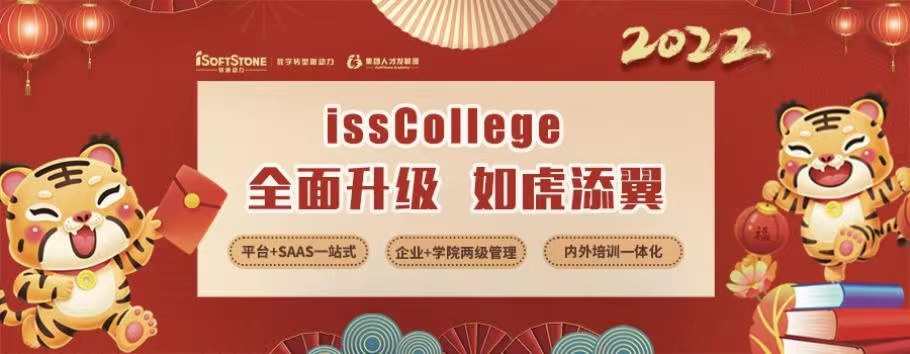 iSOFTSTONE
软通动力
数字转型新动力
集团人才发展部
2022
issCollege
全面升级 如虎添翼
平台+SAAS一站式
企业+学院两级管理
内外培训一体化
福